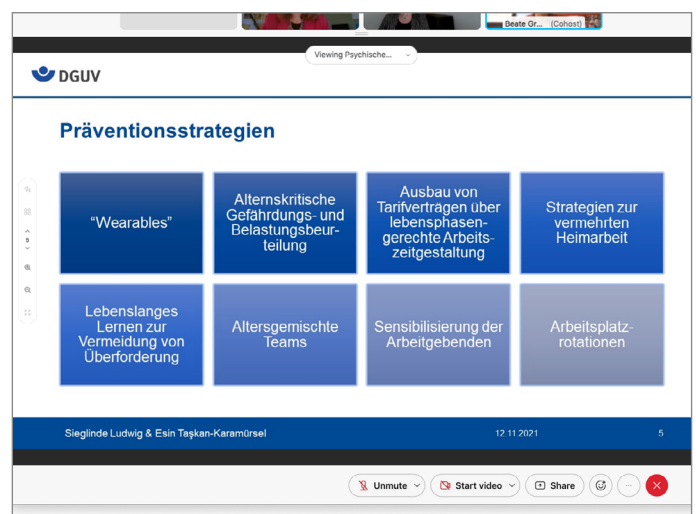 Beate Gr... (Cohost)
Viewing Psychische...
DGUV
Präventionsstrategien
"Wearables"
Alternskritische
Gefährdungs- und
Belastungsbeur-
teilung
Ausbau von
Tarifverträgen über
lebensphasen-
gerechte Arbeits-
zeitgestaltung
Strategien zur
vermehrten
Heimarbeit
5
Lebenslanges
Lernen zur
Vermeidung von
Überforderung
Altersgemischte
Teams
Sensibilisierung der
Arbeitgebenden
Arbeitsplatz-
rotationen
Sieglinde Ludwig & Esin Taşkan-Karamürsel
12.11.2021
5
Unmute
Start video
Share